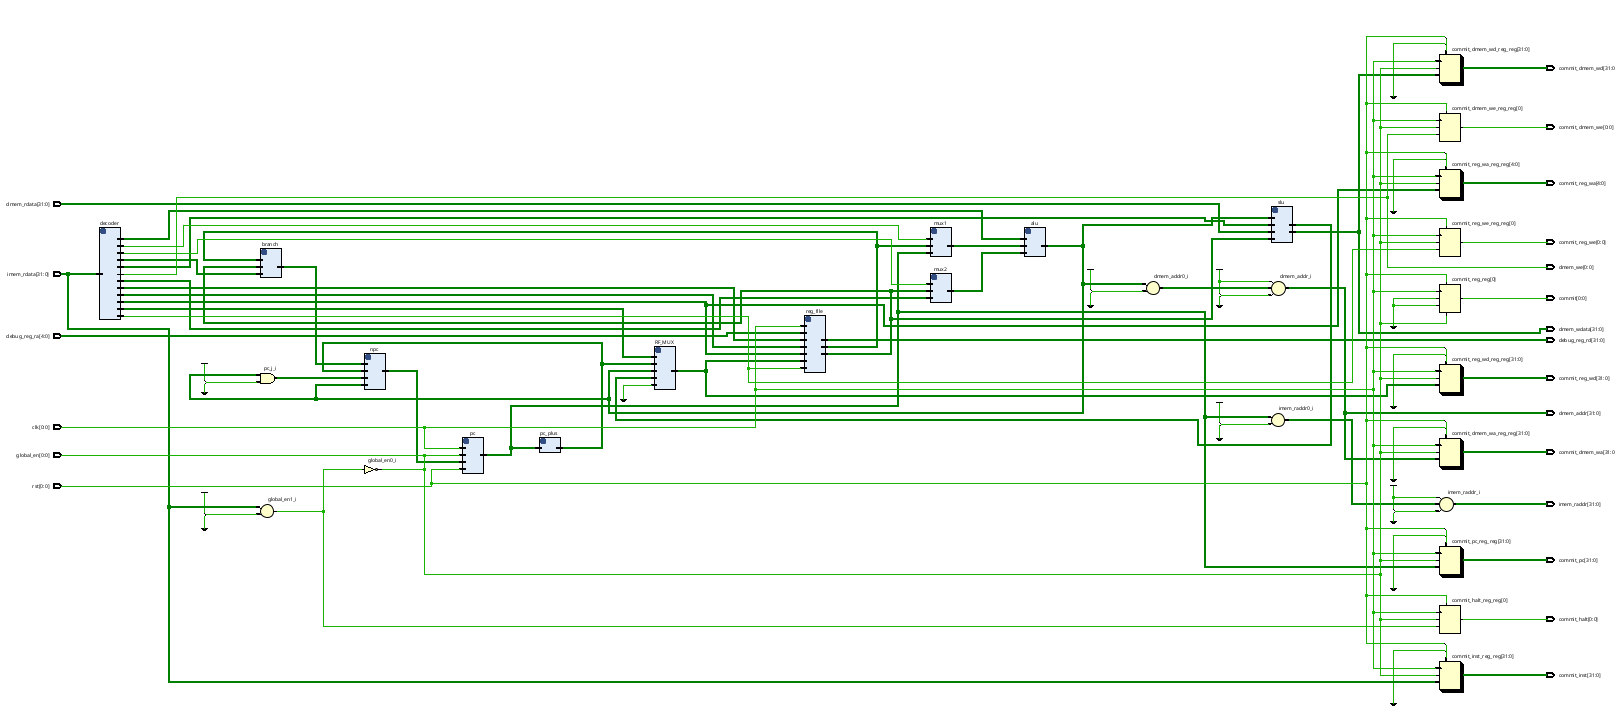 commit_dmem_wd_reg_reg[31:0]
commit_dmem_wd[31:0
commit_dmem_we_reg_reg[0]
commit_dmem_we[0:0]
commit_reg_wa_reg_reg[4:0]
commit_reg_wa[4:0]
dmem_rdata[31:0]
slu
decoder
mux1
alu
commit_reg_we_reg_reg[0]
commit_reg_we[0:0]
branch
mux2
dmem_addr0_i
dmem_addr_i
dmem_we[0:0]
imem_rdata[31:0]
commit_reg_reg[0]
commit[0:0]
reg_file
dmem_wdata[31:0]
debug_reg_ra[4:0]
debug_reg_rd[31:0]
RF_MUX
npc
commit_reg_wd_reg_reg[31:0]
pc_j_i
commit_reg_wd[31:0]
imem_raddr0_i
dmem_addr[31:0]
clk[0:0]
pc
pc_plus
commit_dmem_wa_reg_reg[31:0]
commit_dmem_wa[31:0
global_en[0:0]
global_en0_i
rst[0:0]
global_en1_i
imem_raddr_i
imem_raddr[31:0]
commit_pc_reg_reg[31:0]
commit_pc[31:0]
commit_halt_reg_reg[0]
commit_halt[0:0]
commit_inst_reg_reg[31:0]
commit_inst[31:0]